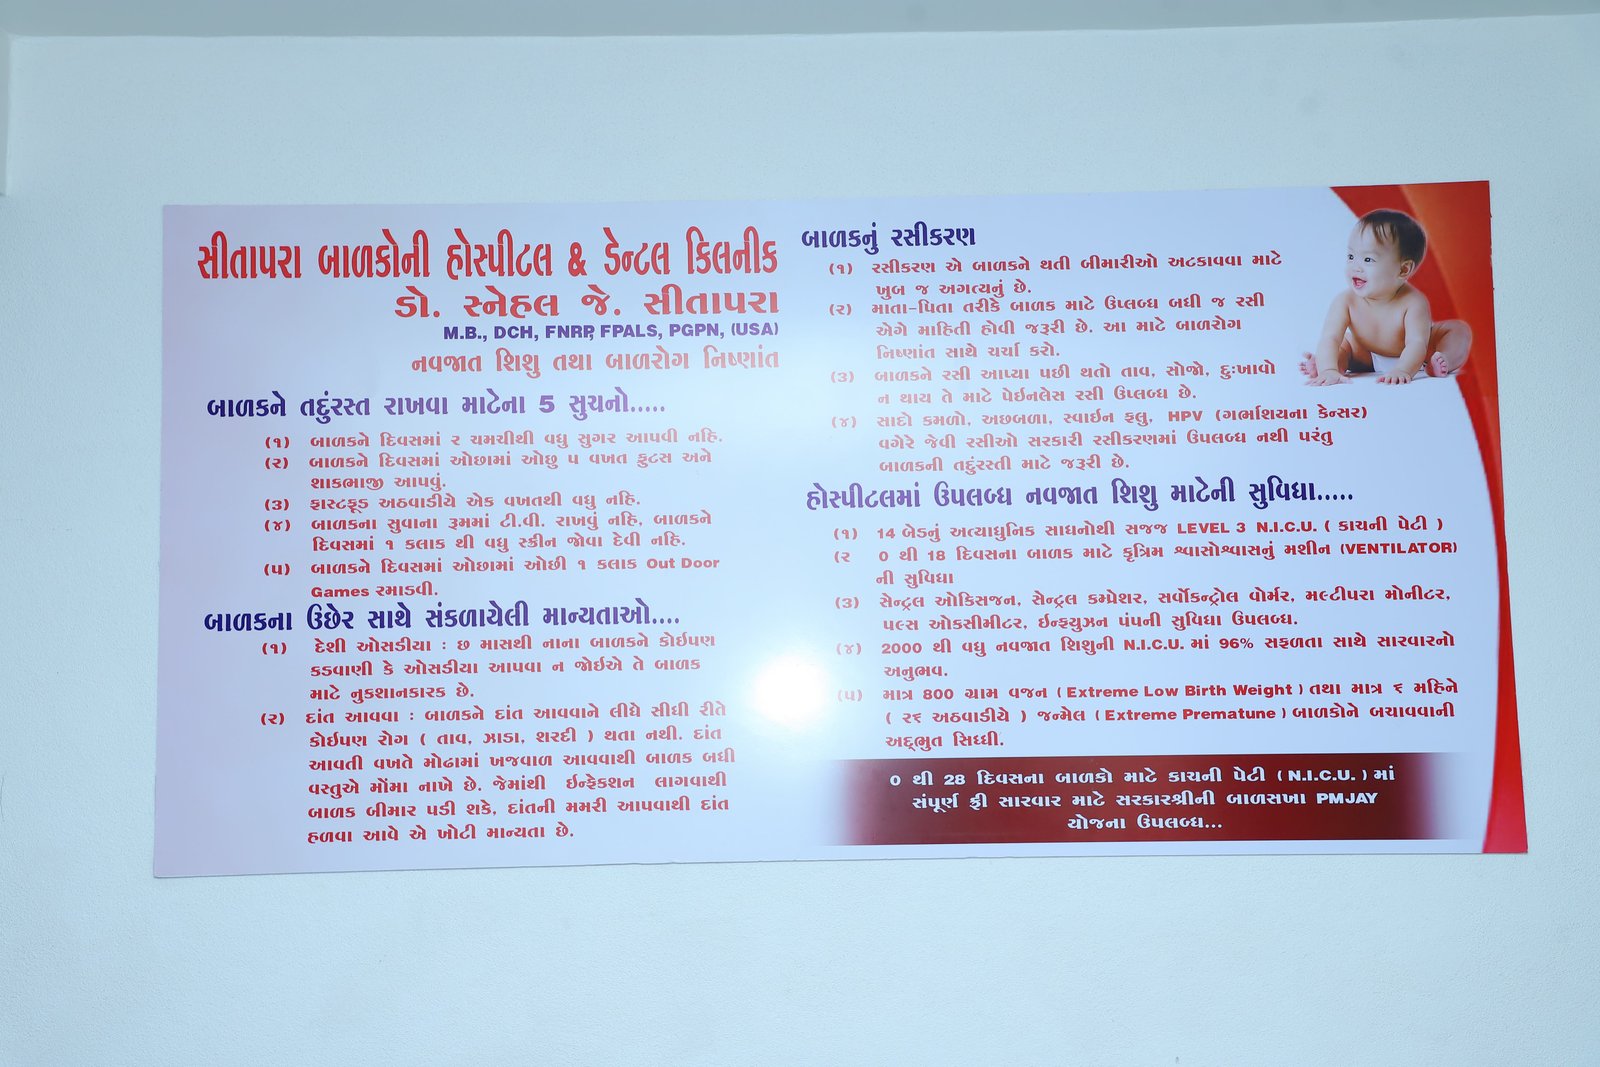 સીતાપરા બાળકોની હોસ્પીટલ & ડેન્ટલ કિલનીક
ડો. સ્નેહલ જે. સીતાપરા
M.B., DCH, FNRP, FPALS, PGPN, (USA)
નવજાત શિશુ તથા બાળરોગ નિષ્ણાંત
બાળકને તદુંરસ્ત રાખવા માટેના 5 સુચનો.....
(૧) બાળકને દિવસમાં ૨ ચમચીથી વધુ સુગર આપવી નહિ.
(૨) બાળકને દિવસમાં ઓછામાં ઓછુ ૫ વખત ફુટસ અને
શાકભાજી આપવું.
(૩) ફાસ્ટફૂડ અઠવાડીયે એક વખતથી વધુ નહિ.
(૪) બાળકના સુવાના રૂમમાં ટી.વી. રાખવું નહિ, બાળકને
દિવસમાં ૧ કલાક થી વધુ સ્ક્રીન જોવા દેવી નહિ.
(૫) બાળકને દિવસમાં ઓછામાં ઓછી ૧ કલાક Out Door
Games રમાડવી.
બાળકના ઉછેર સાથે સંકળાયેલી માન્યતાઓ....
(૧) દેશી ઓસડીયા : છ માસથી નાના બાળકને કોઈપણ
કડવાણી કે ઓસડીયા આપવા ન જોઈએ તે બાળક
માટે નુકશાનકારક છે.
(૨) દાંત આવવા : બાળકને દાંત આવવાને લીધે સીધી રીતે
કોઈપણ રોગ ( તાવ, ઝાડા, શરદી ) થતા નથી. દાંત
આવતી વખતે મોઢામાં ખજવાળ આવવાથી બાળક બધી
વસ્તુએ મોંમા નાખે છે. જેમાંથી ઈન્ફેકશન લાગવાથી
બાળક બીમાર પડી શકે, દાંતની મમરી આપવાથી દાંત
હળવા આવે એ ખોટી માન્યતા છે.
બાળકનું રસીકરણ
(૧) રસીકરણ એ બાળકને થતી બીમારીઓ અટકાવવા માટે
ખુબ જ અગત્યનું છે.
(૨) માતા-પિતા તરીકે બાળક માટે ઉપ્લબ્ધ બધી જ રસી
એગે માહિતી હોવી જરૂરી છે. આ માટે બાળરોગ
નિષ્ણાંત સાથે ચર્ચા કરો.
(૩) બાળકને રસી આપ્યા પછી થતો તાવ, સોજો, દુઃખાવો
ન થાય તે માટે પેઈનલેસ રસી ઉપલબ્ધ છે.
(૪) સાદો કમળો, અછબળા, સ્વાઈન ફલુ, HPV (ગર્ભાશયના કેન્સર)
વગેરે જેવી રસીઓ સરકારી રસીકરણમાં ઉપલબ્ધ નથી પરંતુ
બાળકની તદુંરસ્તી માટે જરૂરી છે.
હોસ્પીટલમાં ઉપલબ્ધ નવજાત શિશુ માટેની સુવિધા.....
(૧) 14 બેડનું અત્યાધુનિક સાધનોથી સજજ LEVEL 3 N.I.C.U. ( કાચની પેટી )
(૨ 0 થી 18 દિવસના બાળક માટે કૃત્રિમ શ્વાસોશ્વાસનું મશીન (VENTILATOR)
ની સુવિધા
(૩) સેન્ટ્રલ ઓકિસજન, સેન્ટ્રલ કમ્પ્રેશર, સર્વોકન્ટ્રોલ વોર્મર, મલ્ટીપરા મોનીટર,
પલ્સ ઓકસીમીટર, ઈન્ફ્યુઝન પંપની સુવિધા ઉપલબ્ધ.
(૪) 2000 થી વધુ નવજાત શિશુની N.I.C.U. માં 96% સફળતા સાથે સારવારનો
અનુભવ.
(૫) માત્ર 800 ગ્રામ વજન ( Extreme Low Birth Weight ) તથા માત્ર ૬ મહિને
( ૨૬ અઠવાડીયે ) જન્મેલ ( Extreme Prematune ) બાળકોને બચાવવાની
અદ્ભુત સિધ્ધી.
0 થી 28 દિવસના બાળકો માટે કાચની પેટી ( N.I.C.U. ) માં
સંપૂર્ણ ફ્રી સારવાર માટે સરકારશ્રીની બાળસખા PMJAY
યોજના ઉપલબ્ધ...